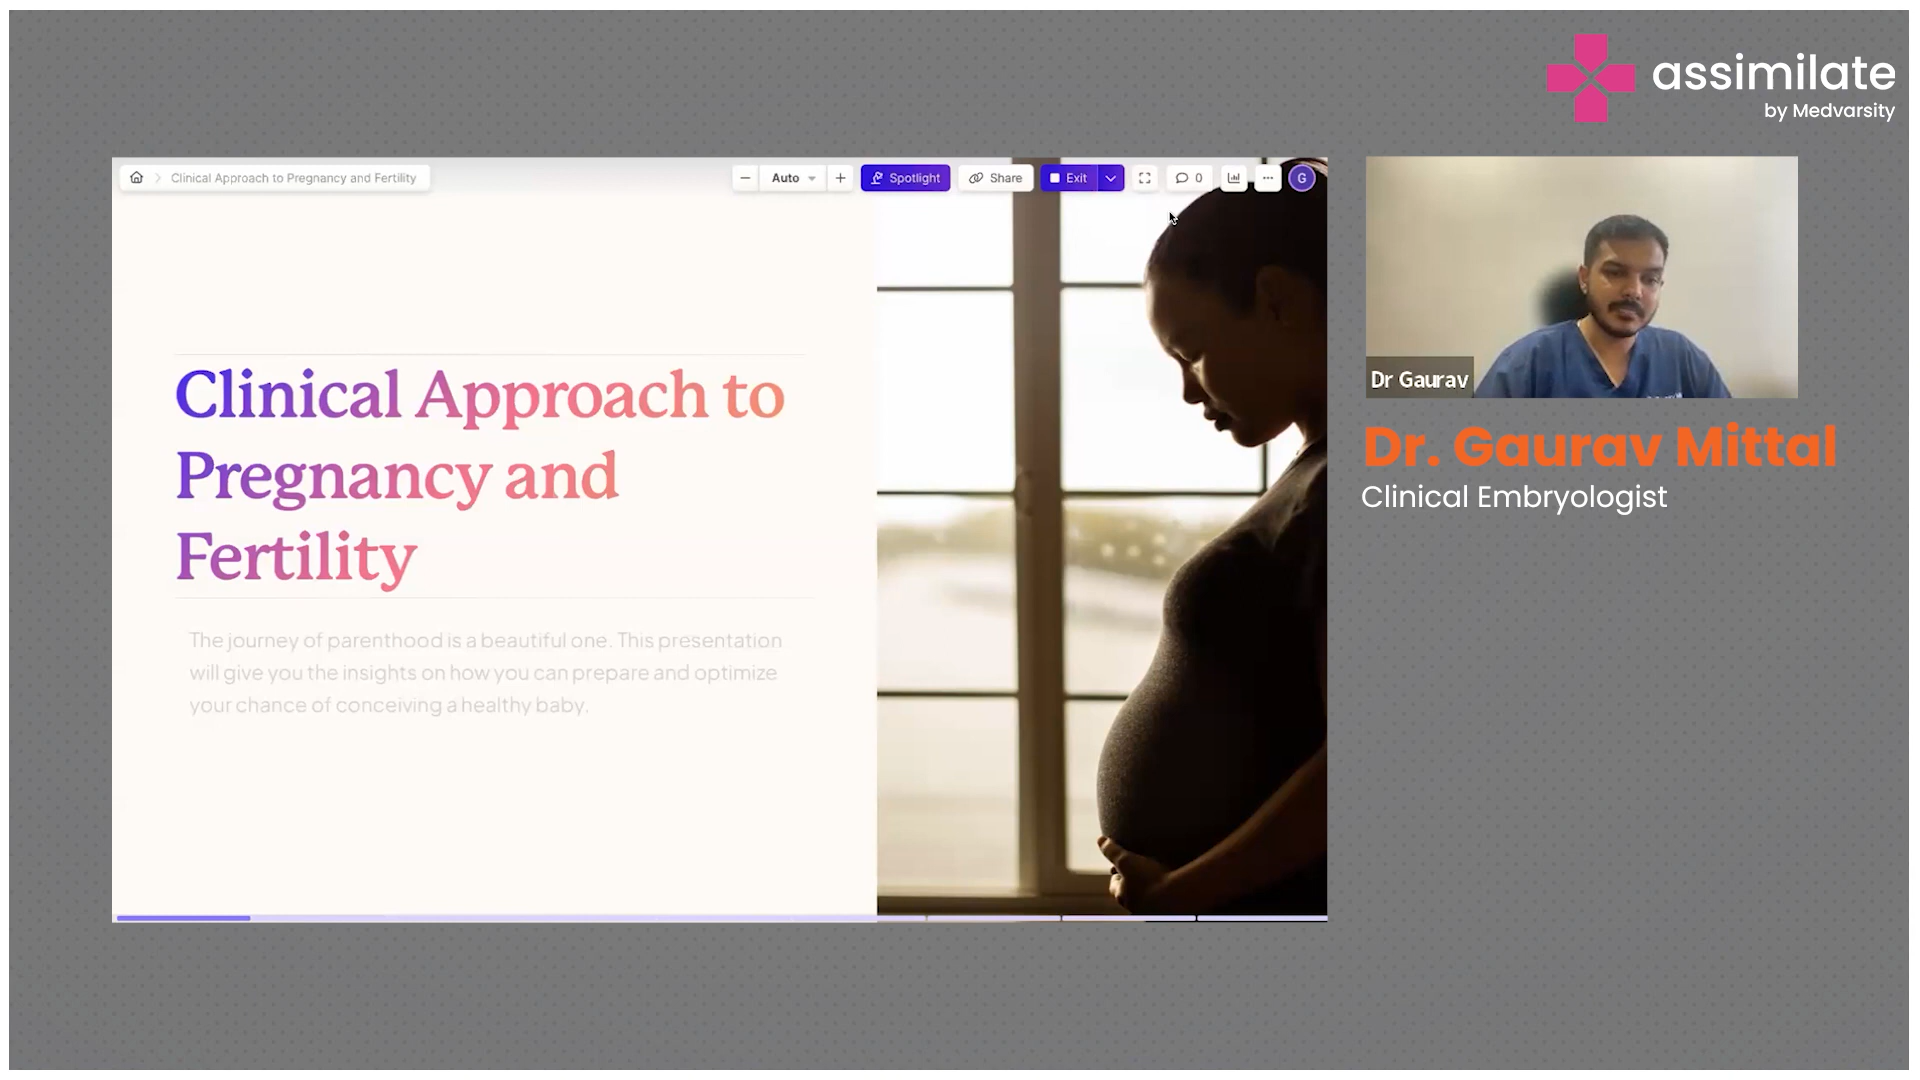 assimilate
by Medvarsity
Clinical Approach to Pregnancy and Fertility
Auto
Spotlight
Share
Exit
0
G
Clinical Approach to
Pregnancy and
Fertility
The journey of parenthood is a beautiful one. This presentation
will give you the insights on how you can prepare and optimize
your chance of conceiving a healthy baby.
Dr Gaurav
Dr. Gaurav Mittal
Clinical Embryologist